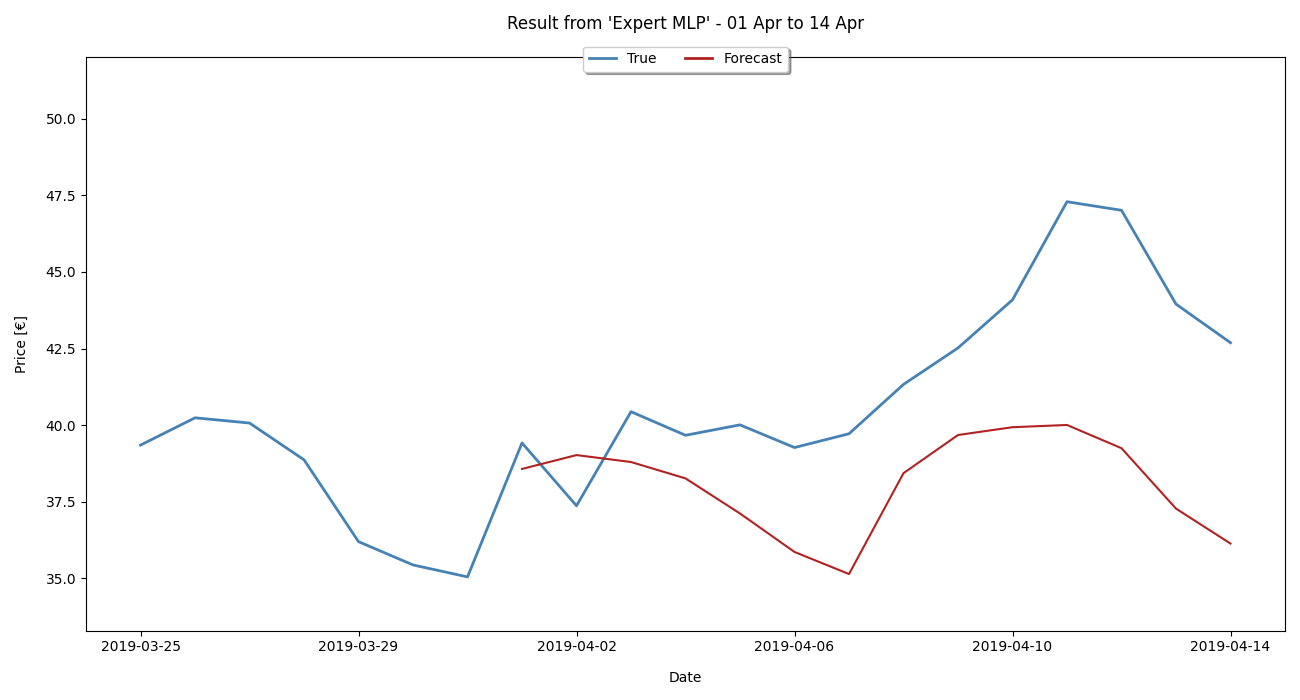 Result from 'Expert MLP' - 01 Apr to 14 Apr
True Forecast
50.0
47.5
45.0
42.5
40.0
37.5
35.0
Price [€]
2019-03-25 2019-03-29 2019-04-02 2019-04-06 2019-04-10 2019-04-14
Date